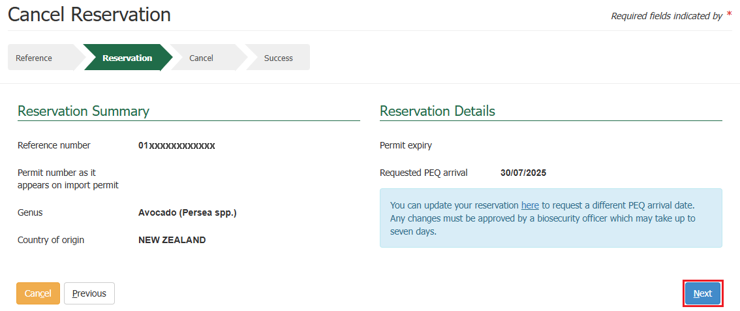 Cancel Reservation
Required fields indicated by *
Reference
Reservation
Cancel
Success
Reservation Summary
Reference number 01xxxxxxxxxxxx
Permit number as it
appears on import permit
Genus Avocado (Persea spp.)
Country of origin NEW ZEALAND
Reservation Details
Permit expiry
Requested PEQ arrival 30/07/2025
You can update your reservation here to request a different PEQ arrival date.
Any changes must be approved by a biosecurity officer which may take up to
seven days.
Cancel
Previous
Next